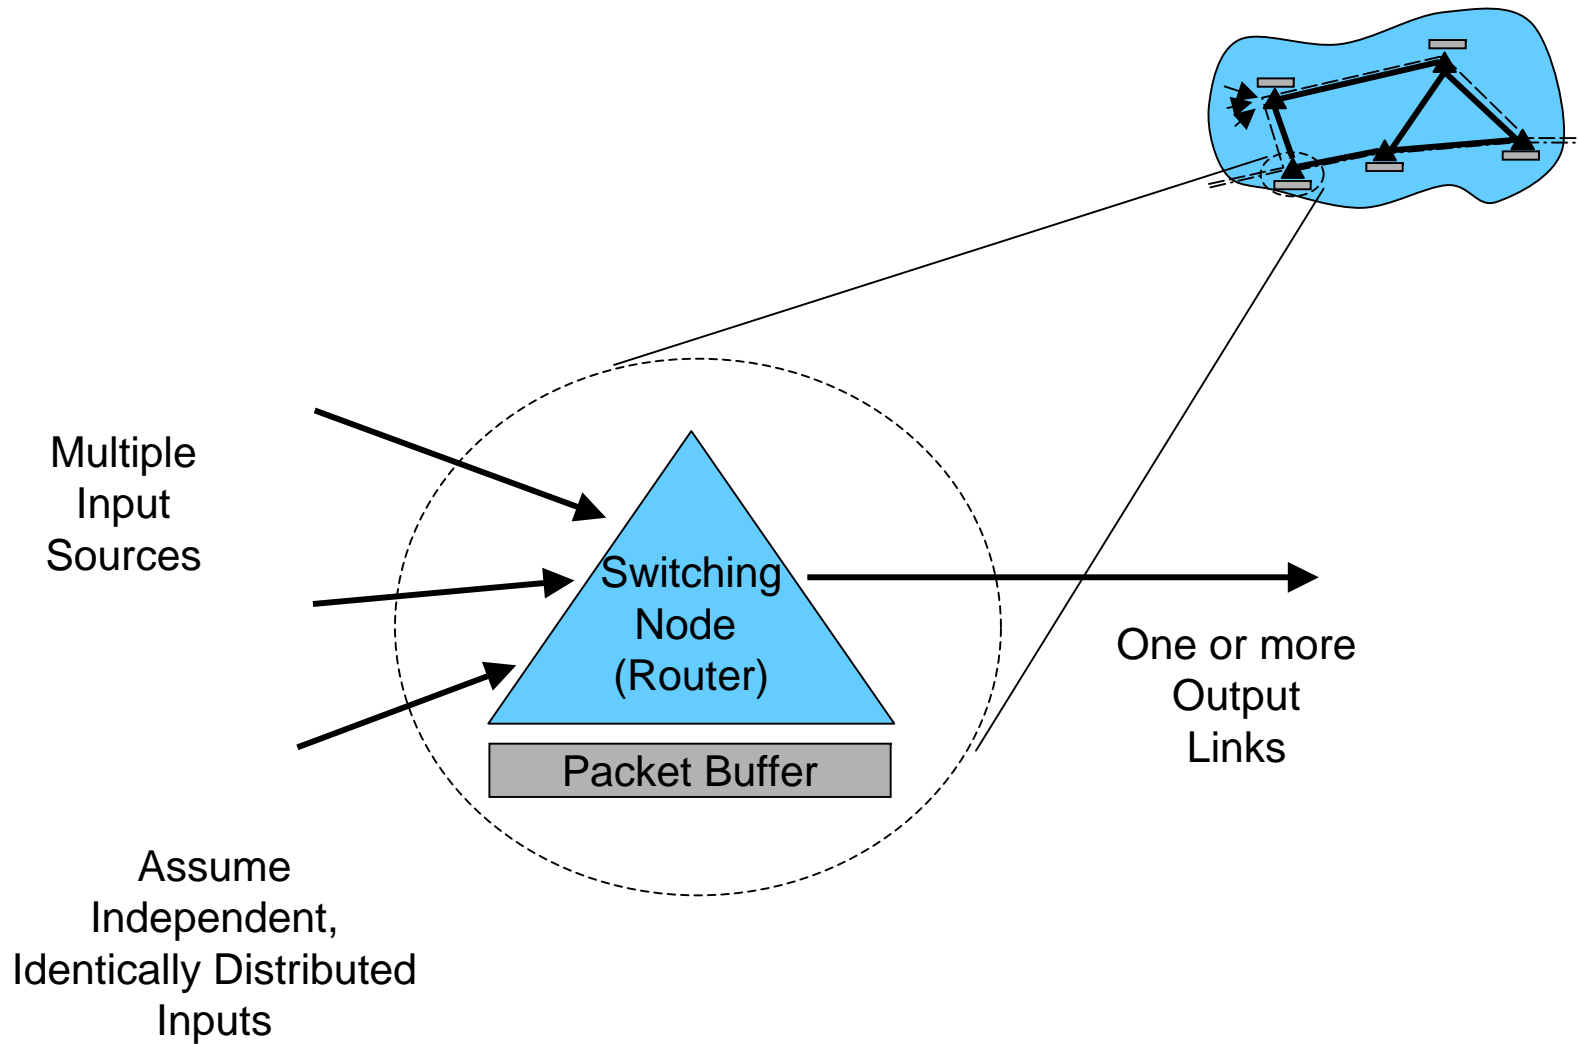 Multiple
Input
Sources
Switching
Node
(Router)
Packet Buffer
One or more
Output
Links
Assume
Independent,
Identically Distributed
Inputs